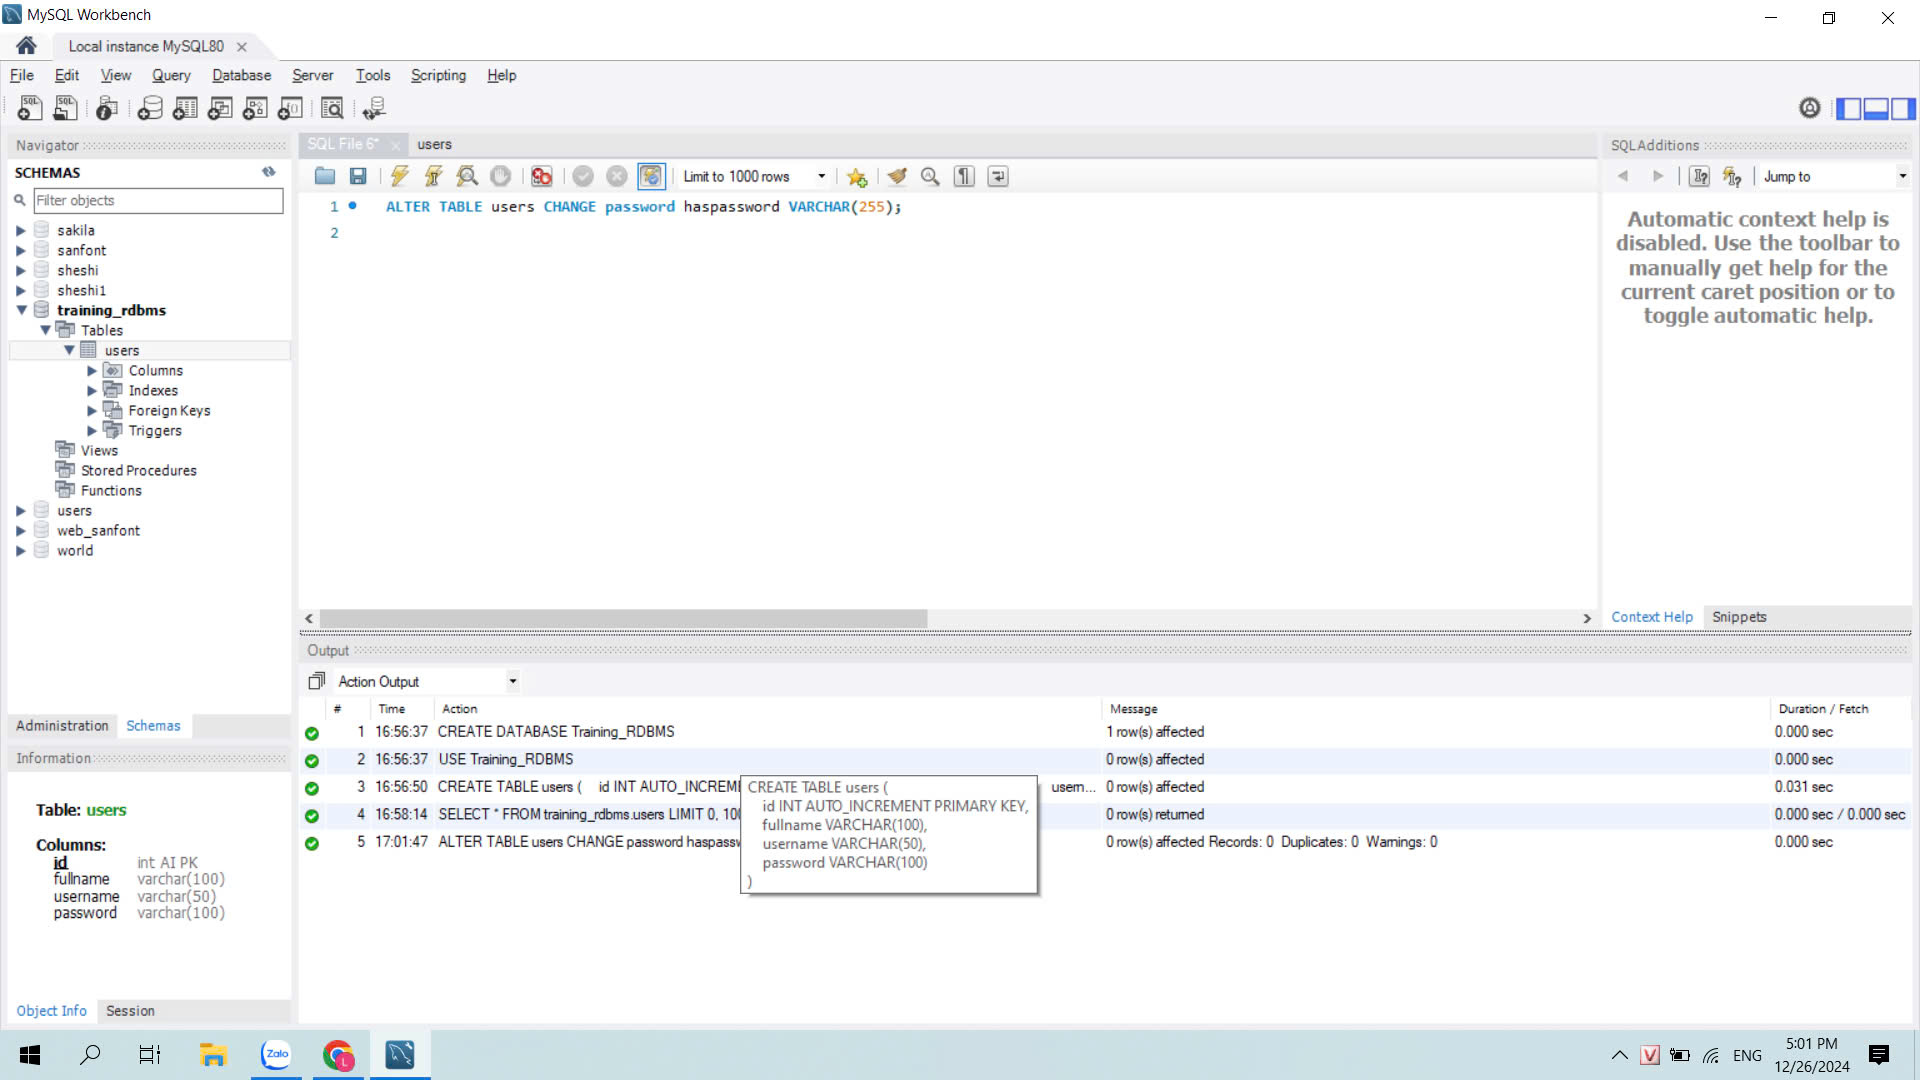 MySQL Workbench
Local instance MySQL80
File Edit View Query Database Server Tools Scripting Help
Navigator
SCHEMAS
Filter objects
sakila
sanfont
sheshi
sheshi1
training_rdbms
Tables
users
Columns
Indexes
Foreign Keys
Triggers
Views
Stored Procedures
Functions
users
web_sanfont
world
Administration Schemas
Information
Table: users
Columns:
id int AI PK
fullname varchar(100)
username varchar(50)
password varchar(100)
Object Info Session
SQL File 6* users
Limit to 1000 rows
1 ALTER TABLE users CHANGE password haspassword VARCHAR(255);
2
SQLAdditions
Jump to
Automatic context help is
disabled. Use the toolbar to
manually get help for the
current caret position or to
toggle automatic help.
Context Help Snippets
Output
Action Output
# Time Action Message Duration / Fetch
1 16:56:37 CREATE DATABASE Training_RDBMS 1 row(s) affected 0.000 sec
2 16:56:37 USE Training_RDBMS 0 row(s) affected 0.000 sec
3 16:56:50 CREATE TABLE users ( id INT AUTO_INCREME usern... 0 row(s) affected 0.031 sec
4 16:58:14 SELECT * FROM training_rdbms.users LIMIT 0, 100 0 row(s) returned 0.000 sec / 0.000 sec
5 17:01:47 ALTER TABLE users CHANGE password haspassw 0 row(s) affected Records: 0 Duplicates: 0 Warnings: 0 0.000 sec
CREATE TABLE users (
id INT AUTO_INCREMENT PRIMARY KEY,
fullname VARCHAR(100),
username VARCHAR(50),
password VARCHAR(100)
)
Zalo
L
V
ENG
5:01 PM
12/26/2024